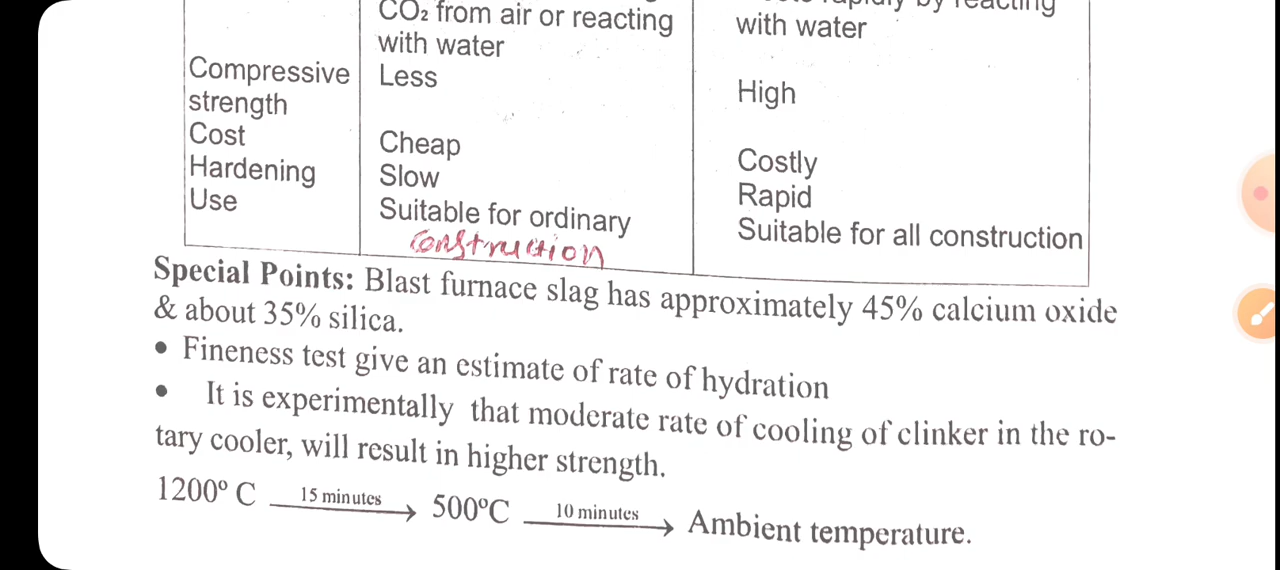 CO₂ from air or reacting
with water
with water
Compressive strength
Less
High
Cost
Cheap
Costly
Hardening
Slow
Rapid
Use
Suitable for ordinary
construction
Suitable for all construction
Special Points: Blast furnace slag has approximately 45% calcium oxide
& about 35% silica.
• Fineness test give an estimate of rate of hydration
• It is experimentally that moderate rate of cooling of clinker in the ro-
tary cooler, will result in higher strength.
1200º C 15 minutes → 500ºC 10 minutes → Ambient temperature.